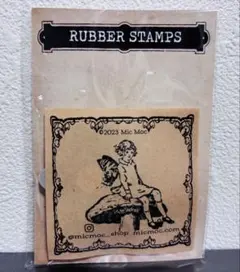 RUBBER STAMPS
©2023 Mic Moc
@micmoc_shop micmoc.com